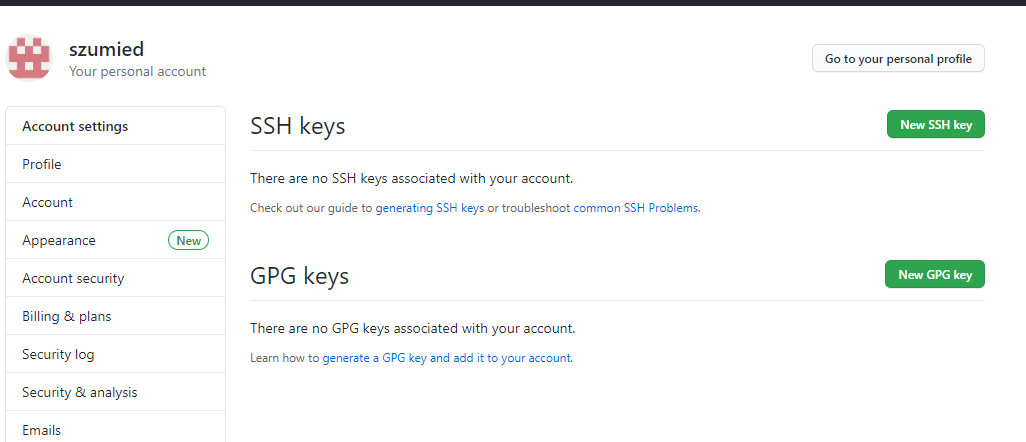 szumied
Your personal account
Go to your personal profile
Account settings
Profile
Account
Appearance New
Account security
Billing & plans
Security log
Security & analysis
Emails
SSH keys
New SSH key
There are no SSH keys associated with your account.
Check out our guide to generating SSH keys or troubleshoot common SSH Problems.
GPG keys
New GPG key
There are no GPG keys associated with your account.
Learn how to generate a GPG key and add it to your account.